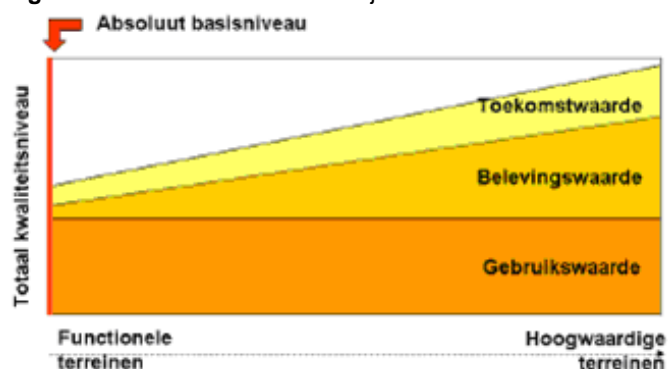 Absoluut basisniveau
Totaal kwaliteitsniveau
Toekomstwaarde
Belevingswaarde
Gebruikswaarde
Functionele
terreinen
Hoogwaardige
terreinen